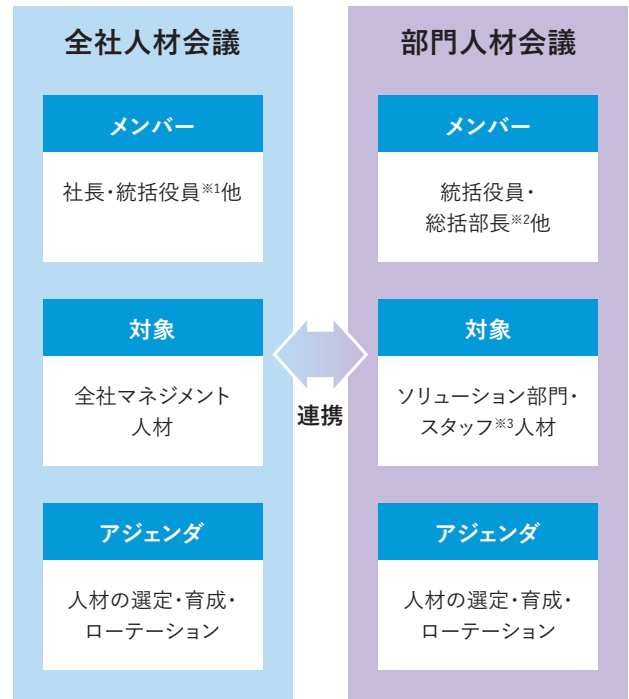 全社人材会議
メンバー
社長・統括役員※1他
対象
全社マネジメント
人材
アジェンダ
人材の選定・育成・
ローテーション
連携
部門人材会議
メンバー
統括役員・
総括部長※2他
対象
ソリューション部門・
スタッフ※3人材
アジェンダ
人材の選定・育成・
ローテーション